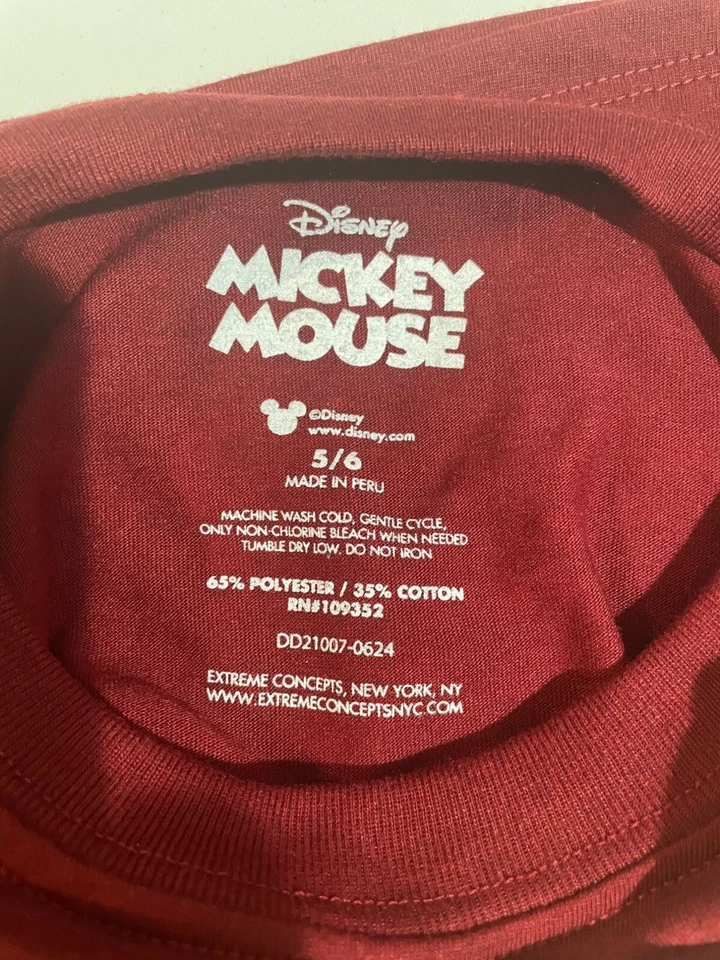 Disney
MICKEY
MOUSE
©Disney
www.disney.com
5/6
MADE IN PERU
MACHINE WASH COLD, GENTLE CYCLE,
ONLY NON-CHLORINE BLEACH WHEN NEEDED
TUMBLE DRY LOW. DO NOT IRON
65% POLYESTER / 35% COTTON
RN#109352
DD21007-0624
EXTREME CONCEPTS, NEW YORK, NY
WWW.EXTREMECONCEPTSNYC.COM